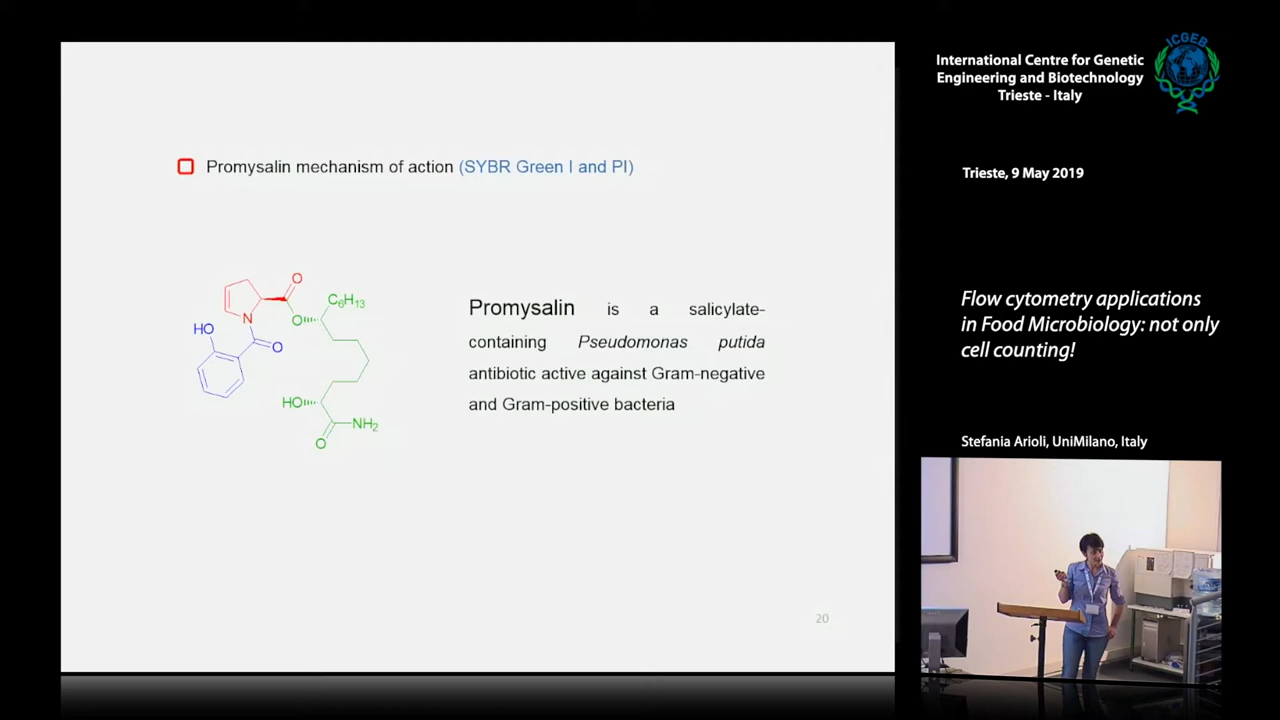 Promysalin mechanism of action (SYBR Green I and PI)
O
C6H13
N
O
HO
O
HO
NH2
O
Promysalin is a salicylate-
containing Pseudomonas putida
antibiotic active against Gram-negative
and Gram-positive bacteria
20
International Centre for Genetic
Engineering and Biotechnology
Trieste - Italy
ICGEB
Trieste, 9 May 2019
Flow cytometry applications
in Food Microbiology: not only
cell counting!
Stefania Arioli, UniMilano, Italy